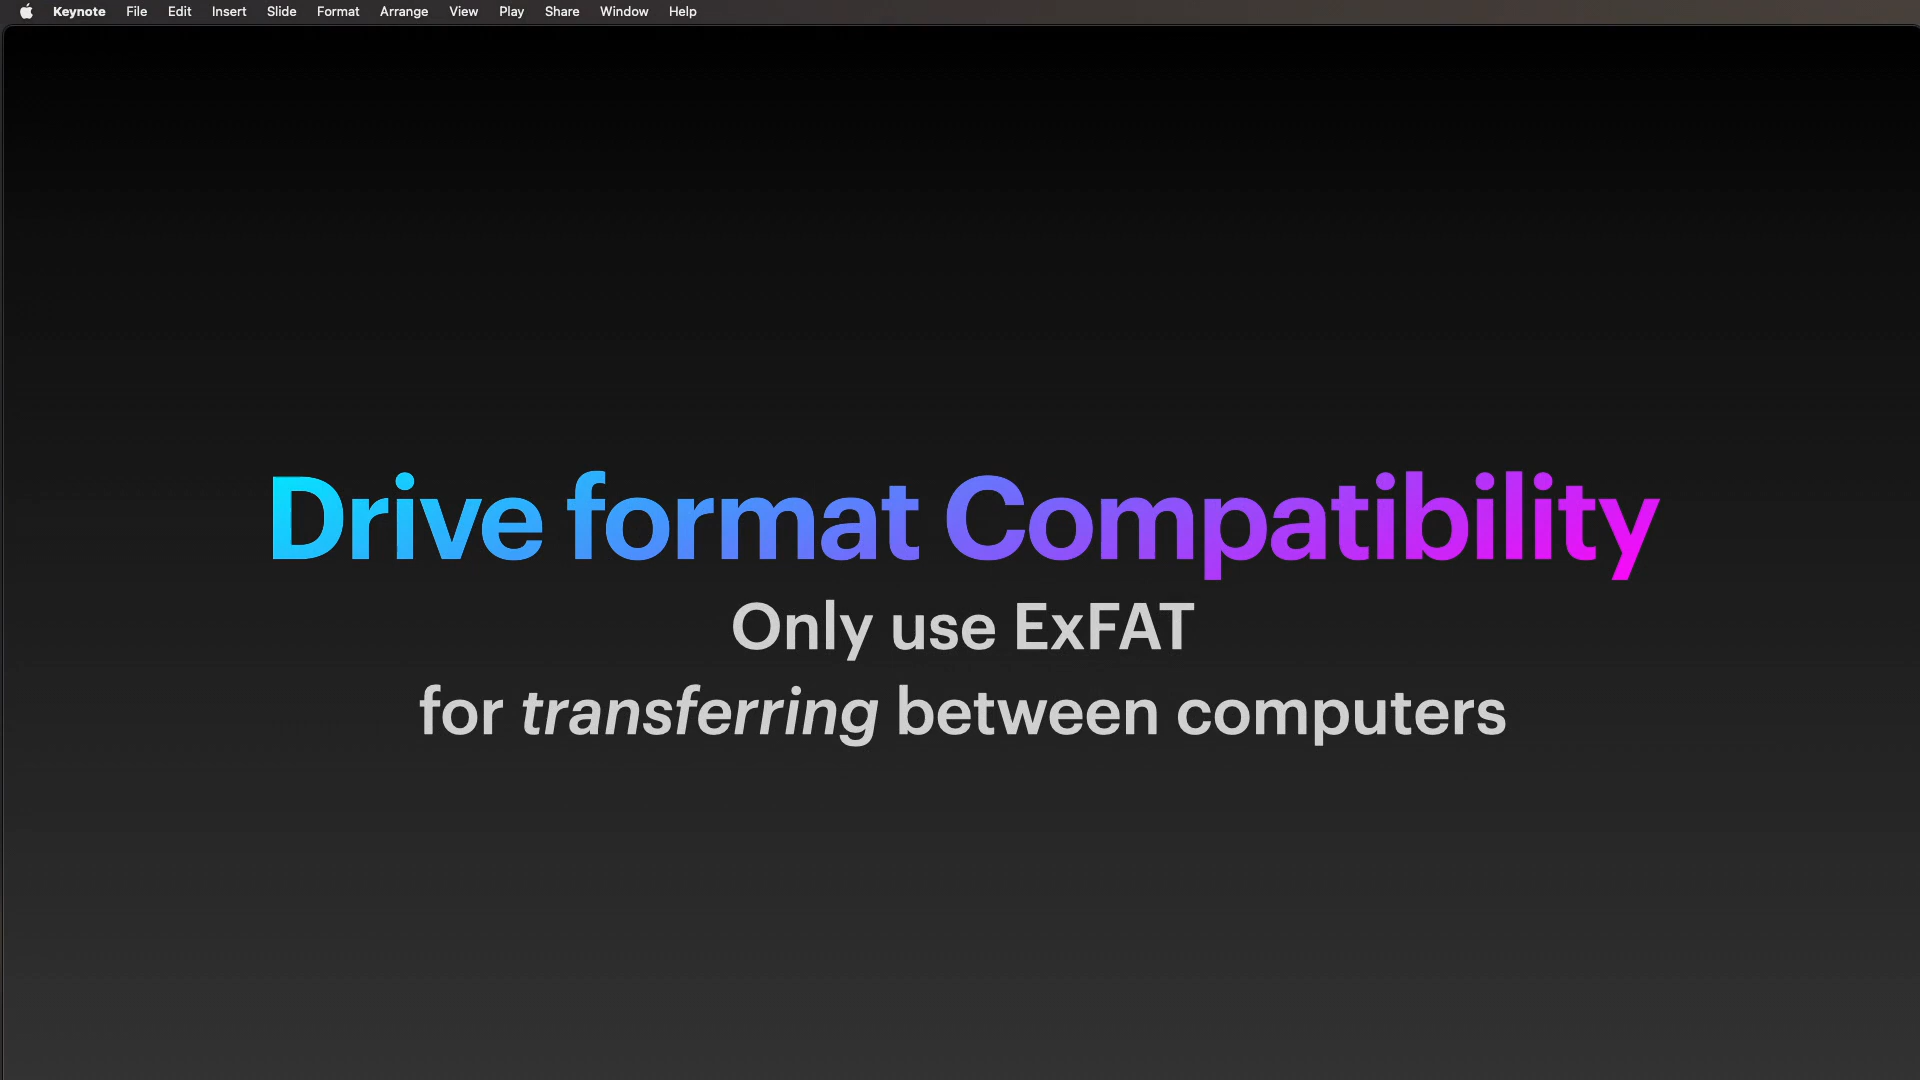 Keynote File Edit Insert Slide Format Arrange View Play Share Window Help
Drive format Compatibility
Only use ExFAT
for transferring between computers